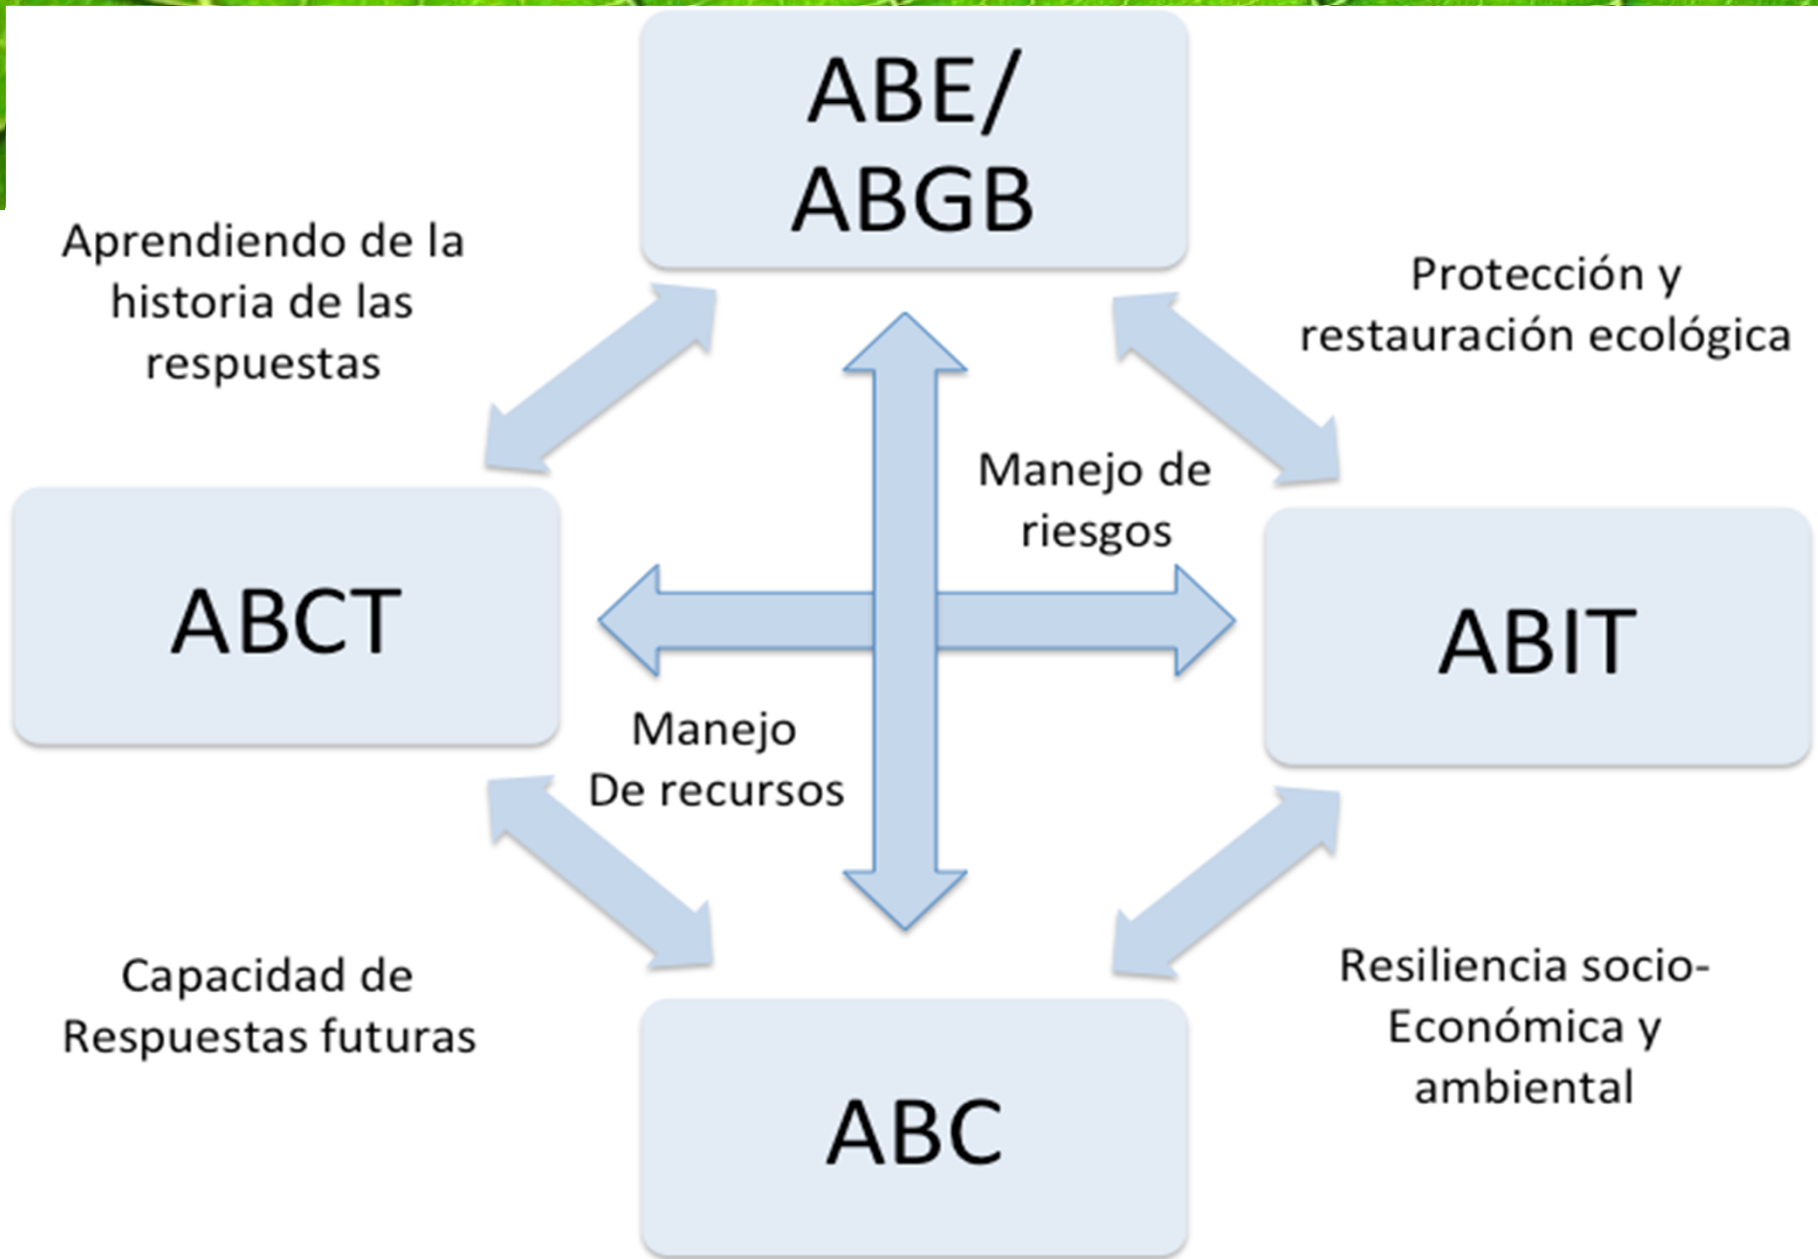 ABE/
ABGB
Aprendiendo de la
historia de las
respuestas
Protección y
restauración ecológica
Manejo de
riesgos
ABCT
ABIT
Manejo
De recursos
Capacidad de
Respuestas futuras
Resiliencia socio-
Económica y
ambiental
ABC